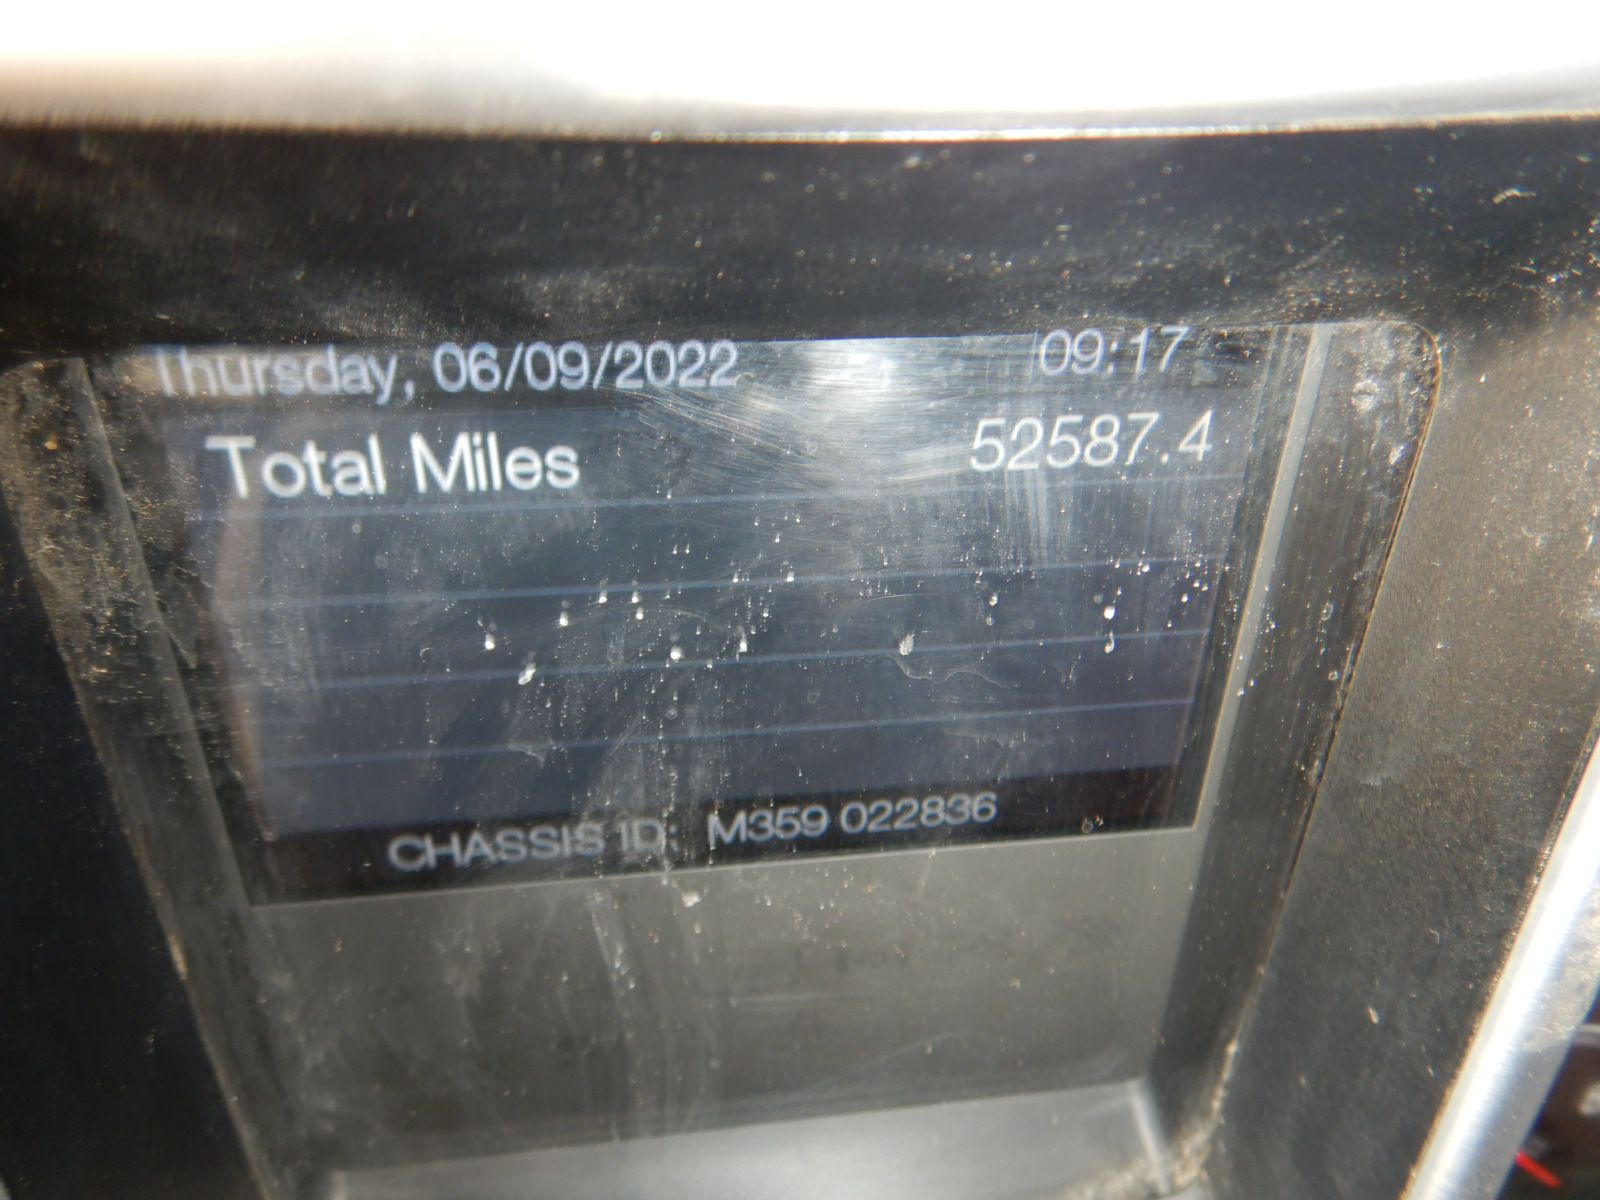 Thursday, 06/09/2022 09:17
Total Miles 52587.4
CHASSIS ID: M359 022836